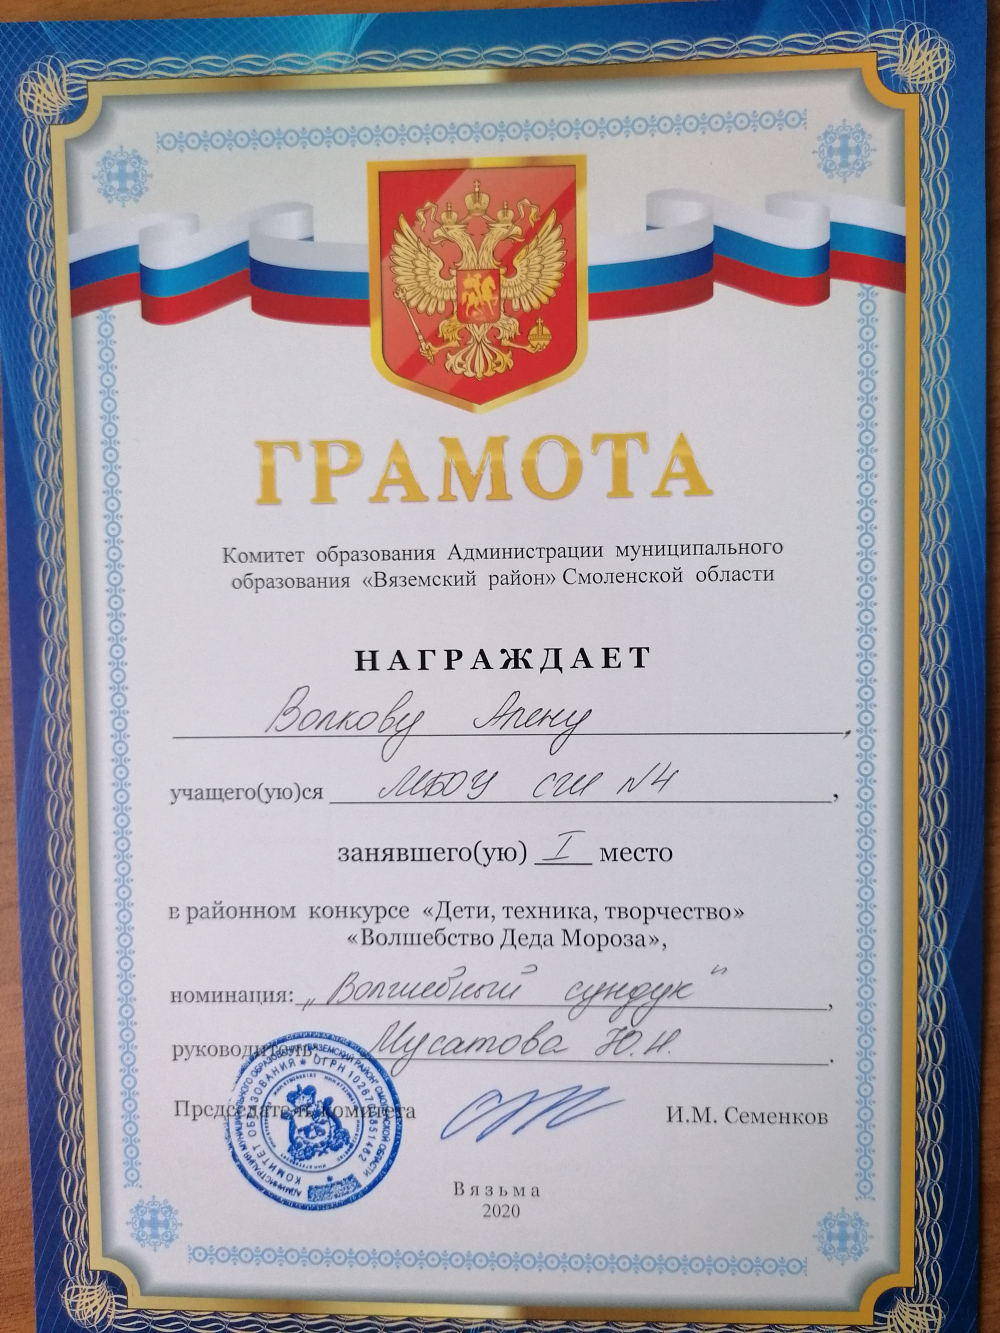 ГРАМОТА
Комитет образования Администрации муниципального
образования «Вяземский район» Смоленской области
НАГРАЖДАЕТ
Волкову Алену,
учащего(ую)ся МБОУ СШ №4,
занявшего(ую) I место
в районном конкурсе «Дети, техника, творчество»
«Волшебство Деда Мороза»,
номинация: „Волшебный сундук",
руководитель: Мусатова Ю.Н.
Председатель комитета И.М. Семенков
Вязьма
2020